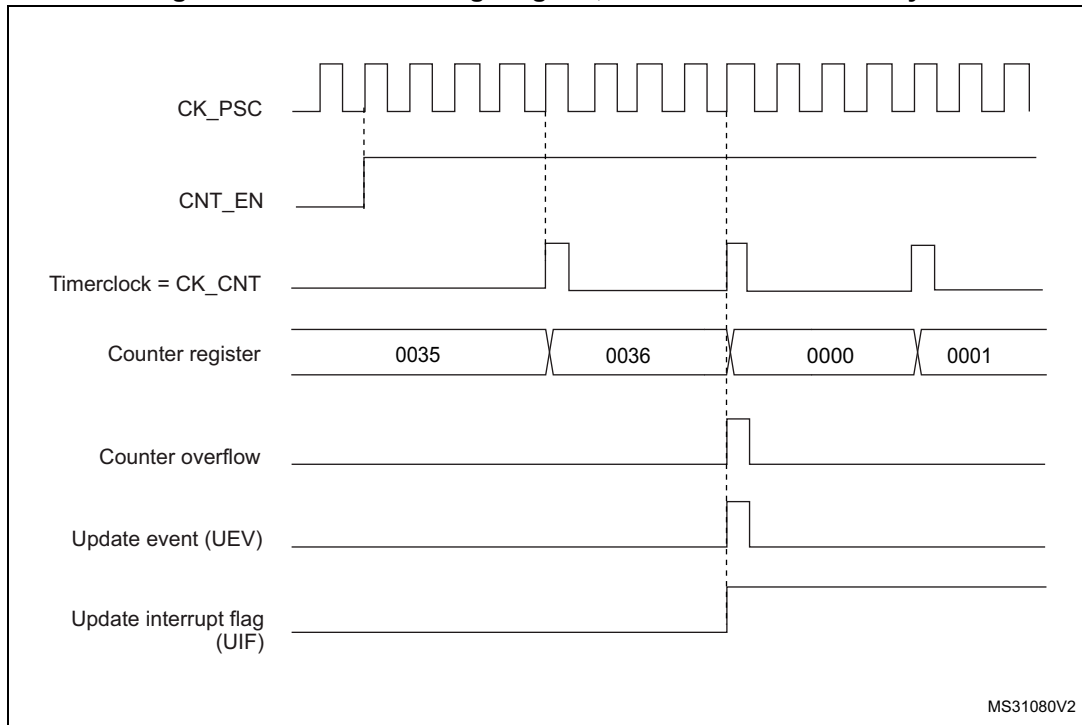 CK_PSC
CNT_EN
Timerclock = CK_CNT
Counter register
0035
0036
0000
0001
Counter overflow
Update event (UEV)
Update interrupt flag
(UIF)
MS31080V2